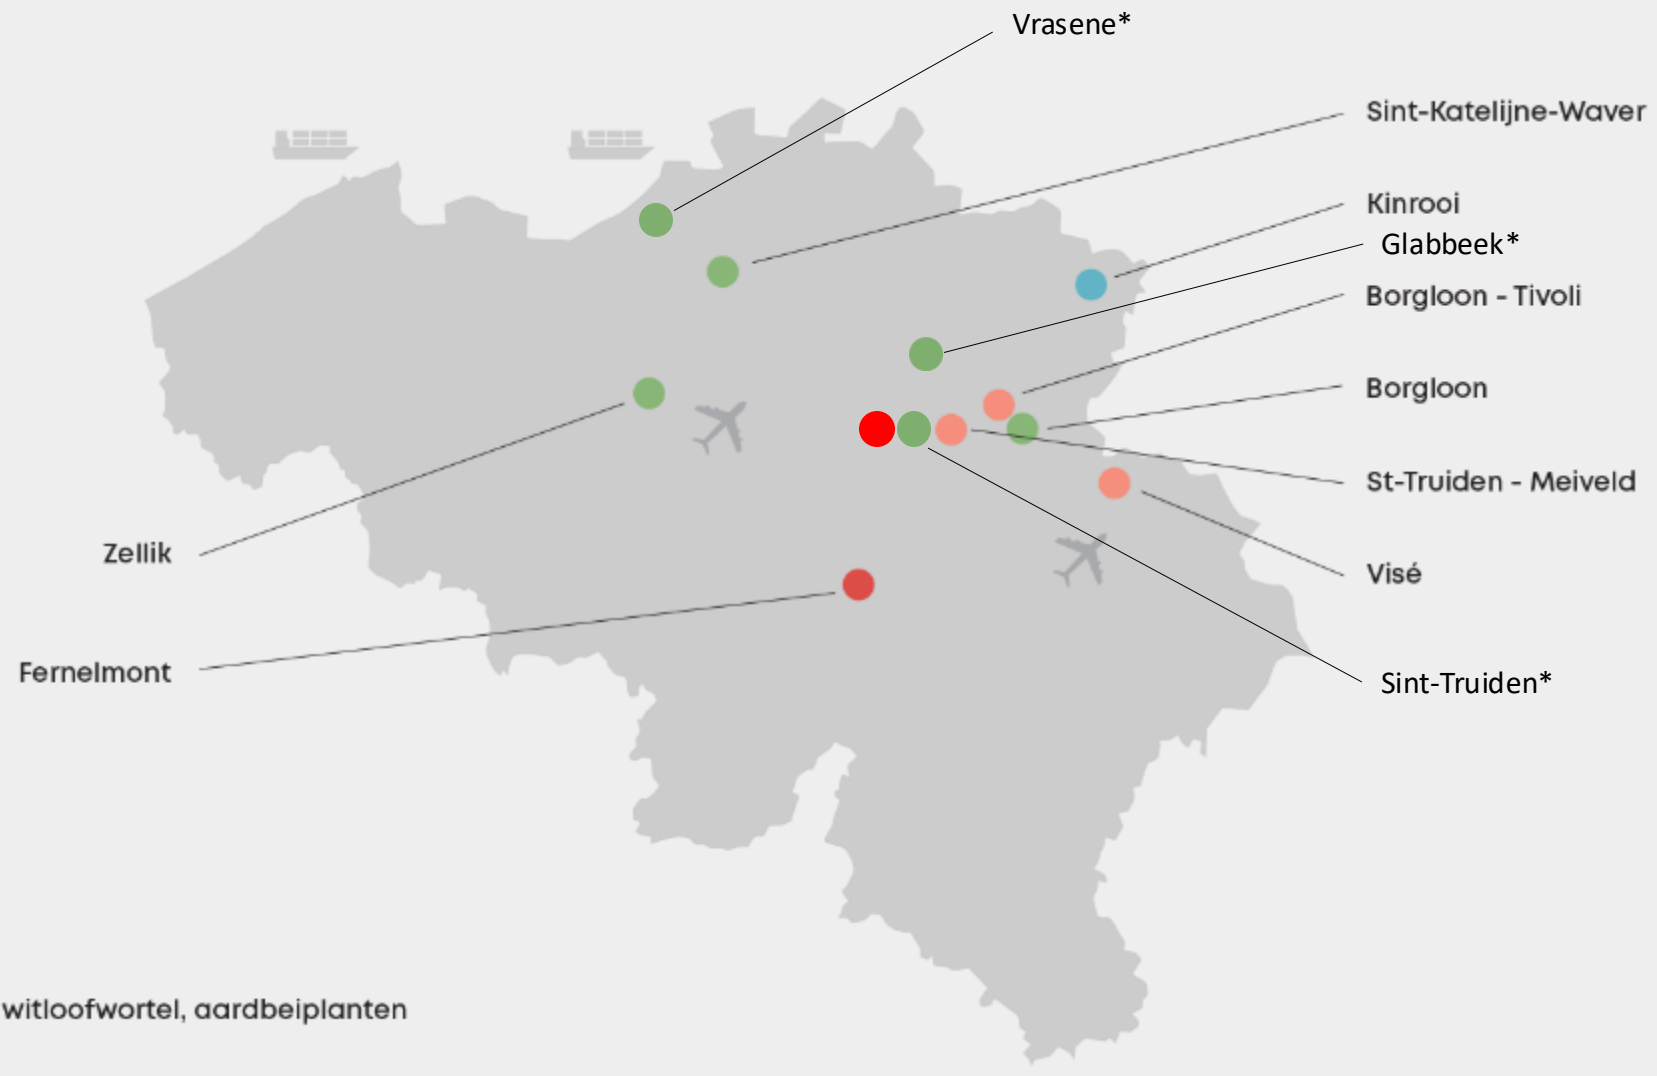 Vrasene*
Sint-Katelijne-Waver
Kinrooi
Glabbeek*
Borgloon - Tivoli
Borgloon
St-Truiden - Meiveld
Zellik
Visé
Fernelmont
Sint-Truiden*
witloofwortel, aardbeiplanten